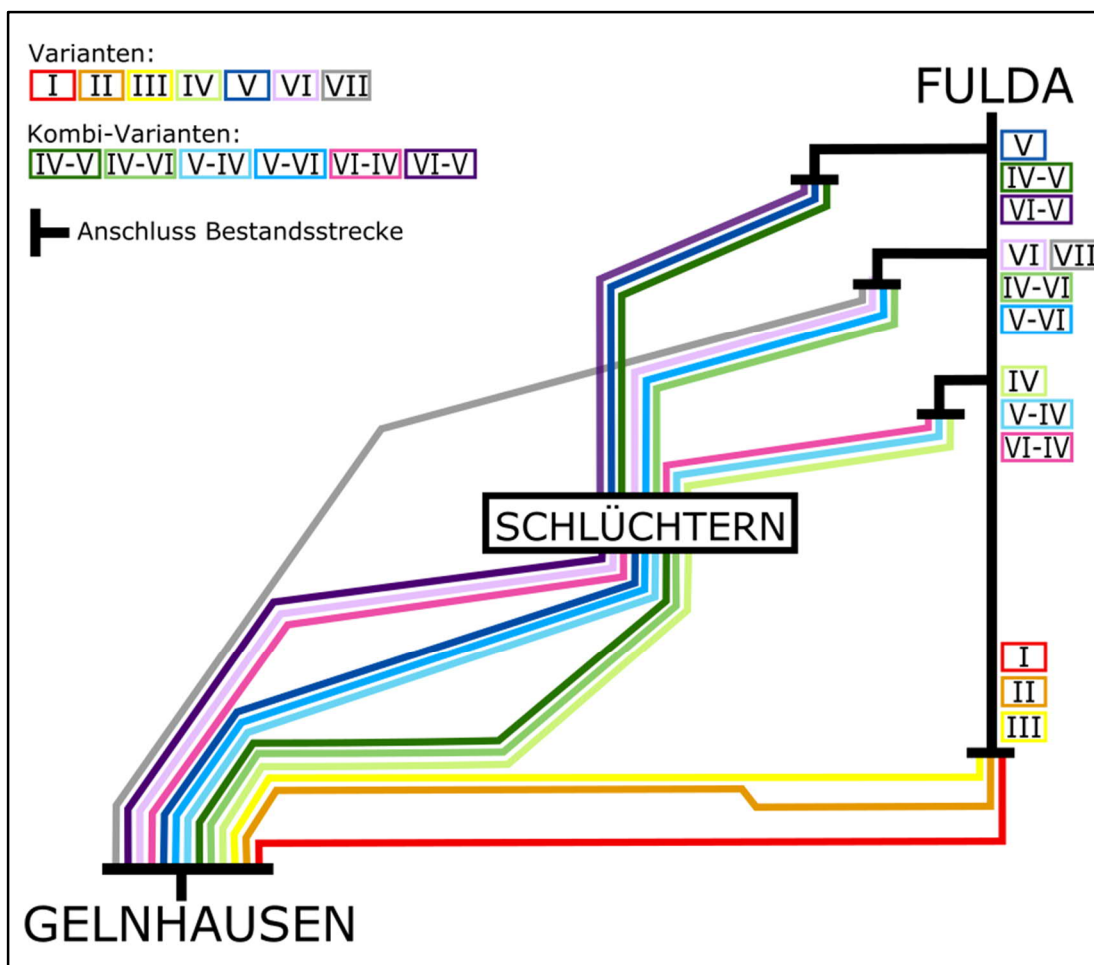 Varianten:
I II III IV V VI VII
Kombi-Varianten:
IV-V IV-VI V-IV V-VI VI-IV VI-V
Anschluss Bestandsstrecke
FULDA
V
IV-V
VI-V
VI VII
IV-VI
V-VI
IV
V-IV
VI-IV
SCHLÜCHTERN
I
II
III
GELNHAUSEN